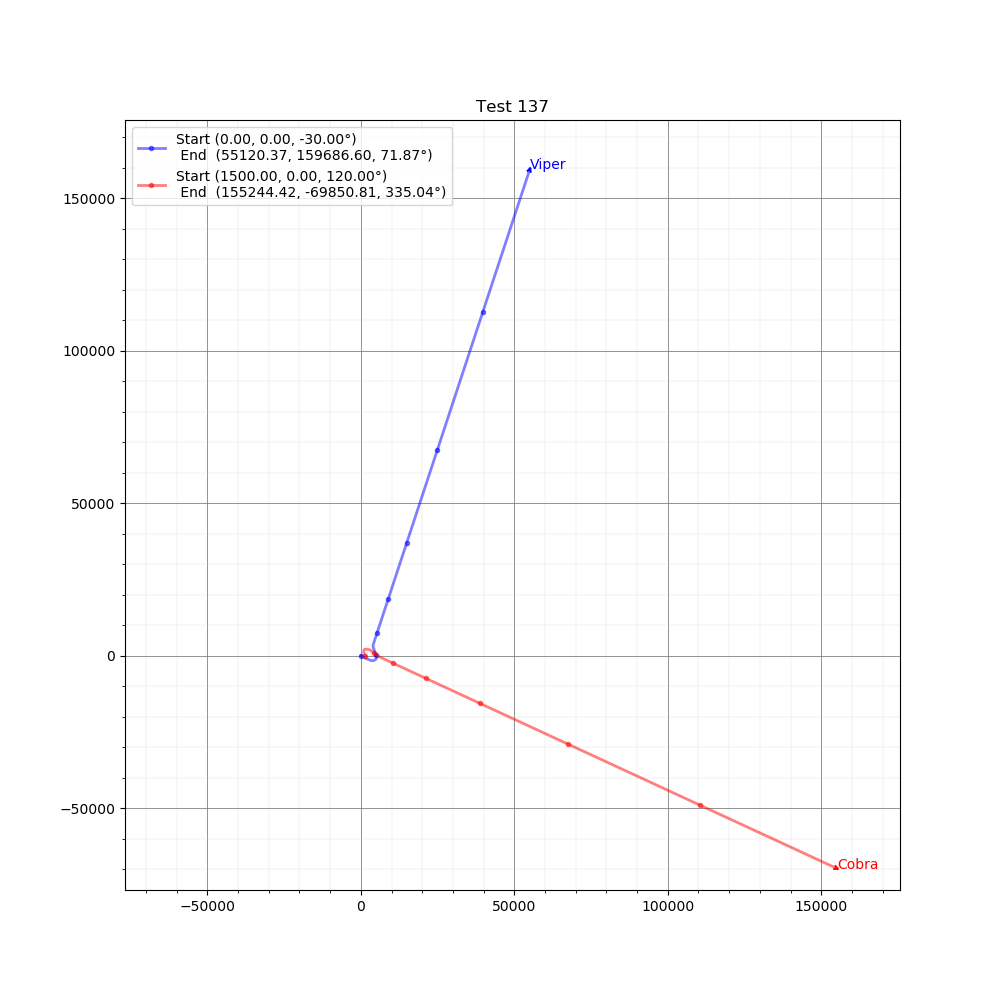 Test 137
Start (0.00, 0.00, -30.00°)
End  (55120.37, 159686.60, 71.87°)
Start (1500.00, 0.00, 120.00°)
End  (155244.42, -69850.81, 335.04°)
Viper
150000
100000
50000
0
−50000
Cobra
−50000
0
50000
100000
150000